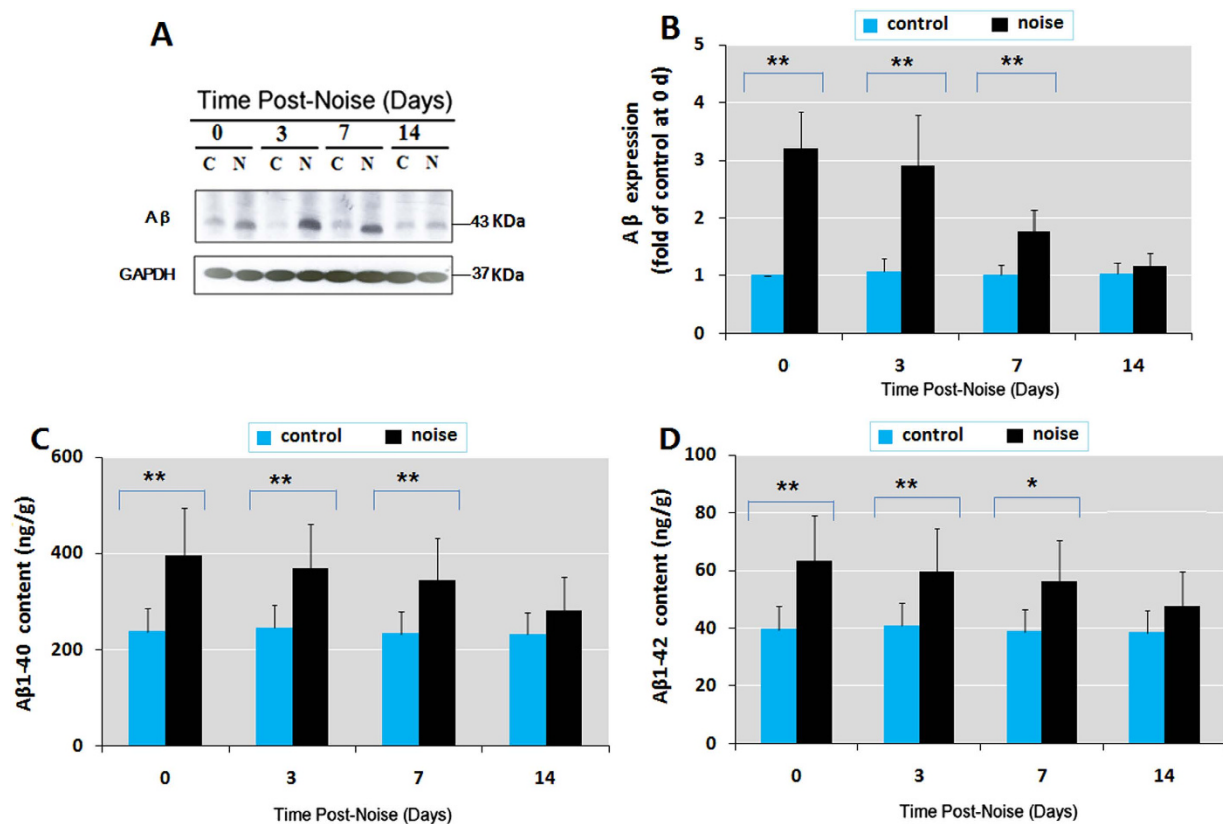 A
Time Post-Noise (Days)
0 3 7 14
C N C N C N C N
Aβ 43 KDa
GAPDH 37 KDa
B
control noise
Aβ expression
(fold of control at 0 d)
5
4
3
2
1
0
** ** **
0 3 7 14
Time Post-Noise (Days)
C
control noise
Aβ1-40 content (ng/g)
600
400
200
0
** ** **
0 3 7 14
Time Post-Noise (Days)
D
control noise
Aβ1-42 content (ng/g)
100
80
60
40
20
0
** ** *
0 3 7 14
Time Post-Noise (Days)